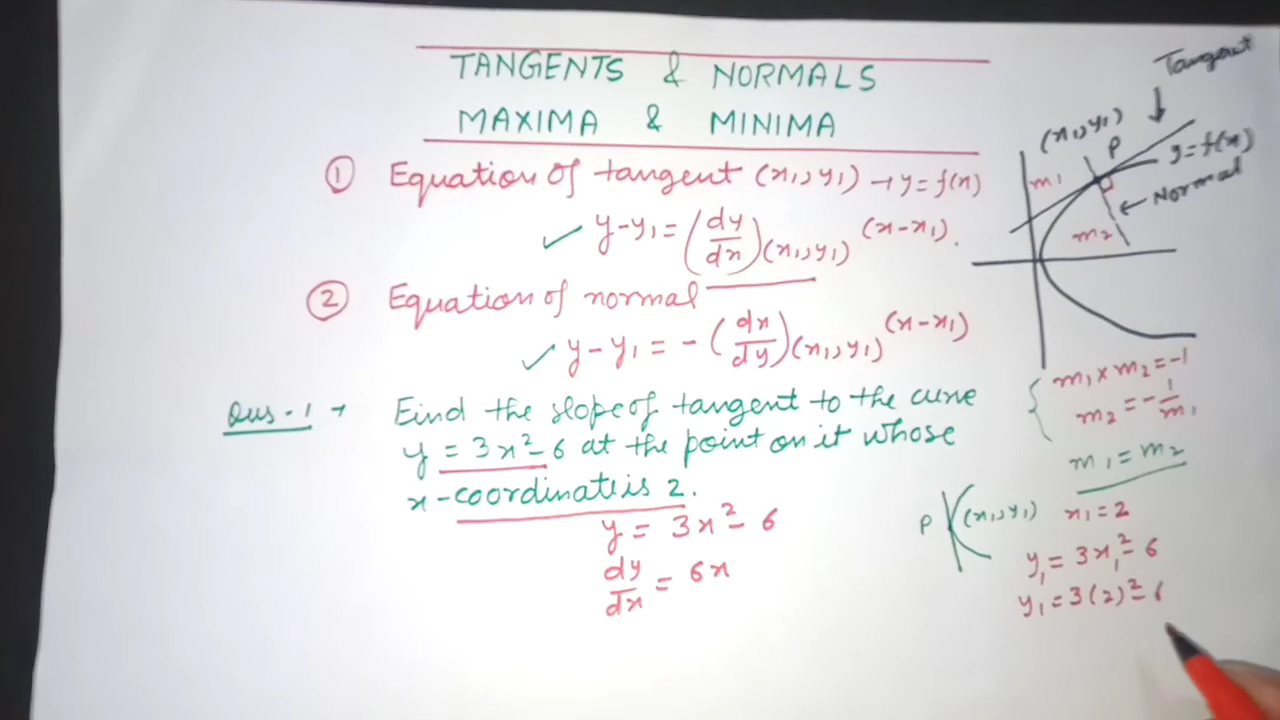 TANGENTS & NORMALS
MAXIMA & MINIMA
① Equation of tangent (x₁, y₁) → y = f(x)
✓ y - y₁ = (dy/dx)(x₁, y₁) (x - x₁).
② Equation of normal
✓ y - y₁ = - (dx/dy)(x₁, y₁) (x - x₁)
Ques - 1 → Find the slope of tangent to the curve
y = 3x² - 6 at the point on it whose
x - coordinate is 2.
y = 3x² - 6
dy/dx = 6x
Tangent
(x₁, y₁)
P
y = f(x)
m₁
Normal
m₂
m₁ × m₂ = -1
m₂ = - 1/m₁
m₁ = m₂
P (x₁, y₁) x₁ = 2
y₁ = 3x₁² - 6
y₁ = 3(2)² - 6